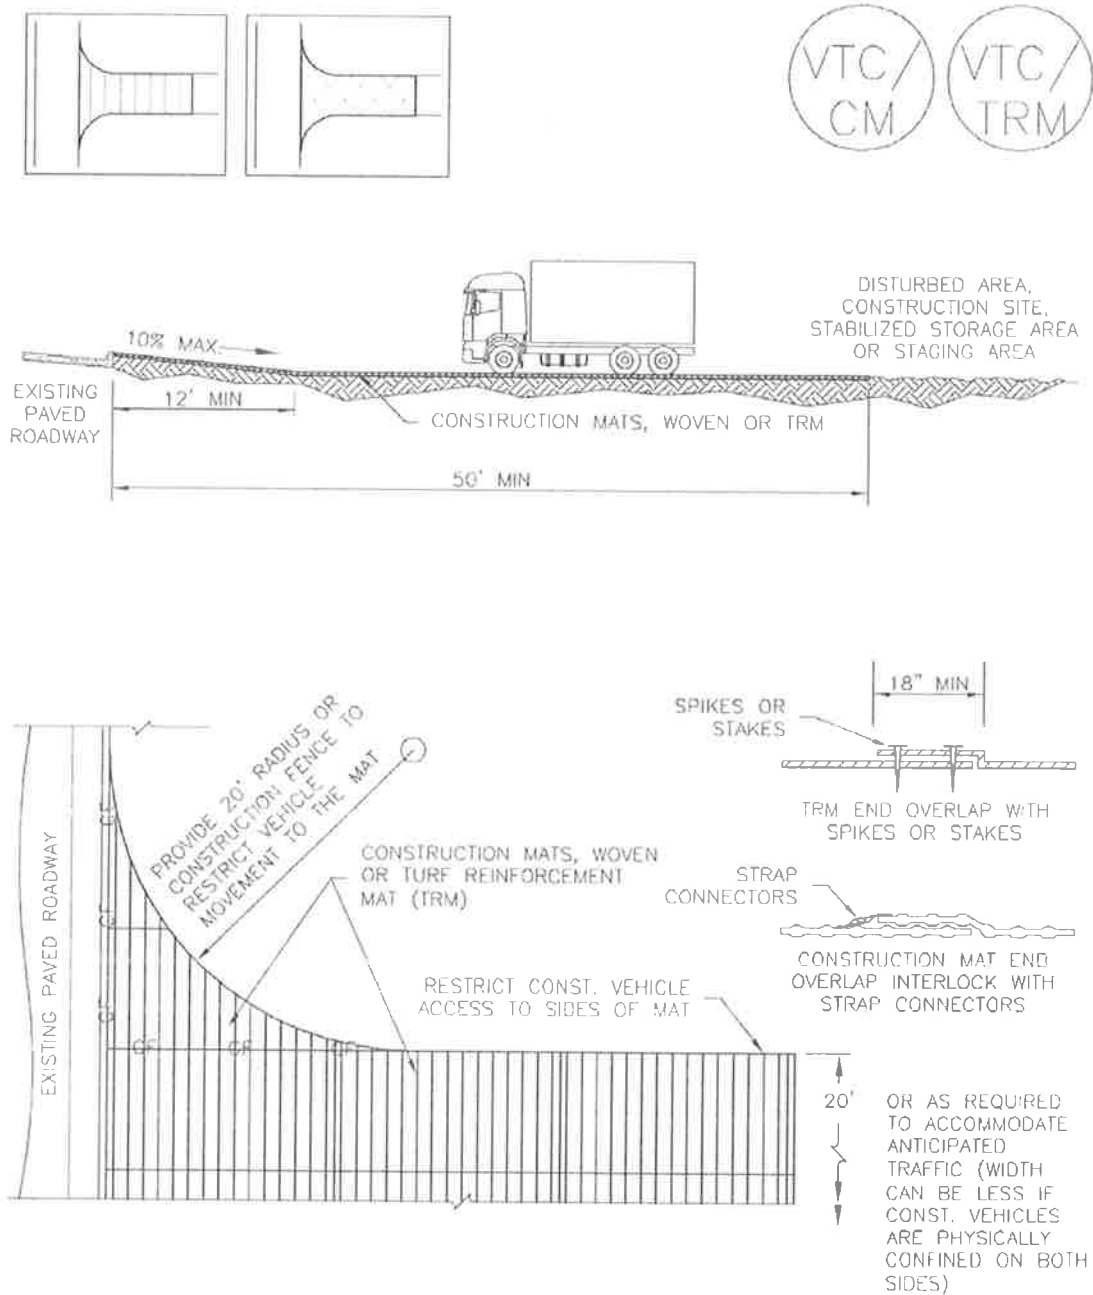 VTC/
CM
VTC/
TRM
10% MAX.
DISTURBED AREA,
CONSTRUCTION SITE,
STABILIZED STORAGE AREA
OR STAGING AREA
EXISTING
PAVED
ROADWAY
12' MIN
CONSTRUCTION MATS, WOVEN OR TRM
50' MIN
PROVIDE 20' RADIUS OR
CONSTRUCTION FENCE TO
RESTRICT VEHICLE
MOVEMENT TO THE MAT
18" MIN
SPIKES OR
STAKES
TRM END OVERLAP WITH
SPIKES OR STAKES
CONSTRUCTION MATS, WOVEN
OR TURF REINFORCEMENT
MAT (TRM)
STRAP
CONNECTORS
CONSTRUCTION MAT END
OVERLAP INTERLOCK WITH
STRAP CONNECTORS
RESTRICT CONST. VEHICLE
ACCESS TO SIDES OF MAT
EXISTING PAVED ROADWAY
CF
CF
CF
CF
CF
CF
20'
OR AS REQUIRED
TO ACCOMMODATE
ANTICIPATED
TRAFFIC (WIDTH
CAN BE LESS IF
CONST. VEHICLES
ARE PHYSICALLY
CONFINED ON BOTH
SIDES)